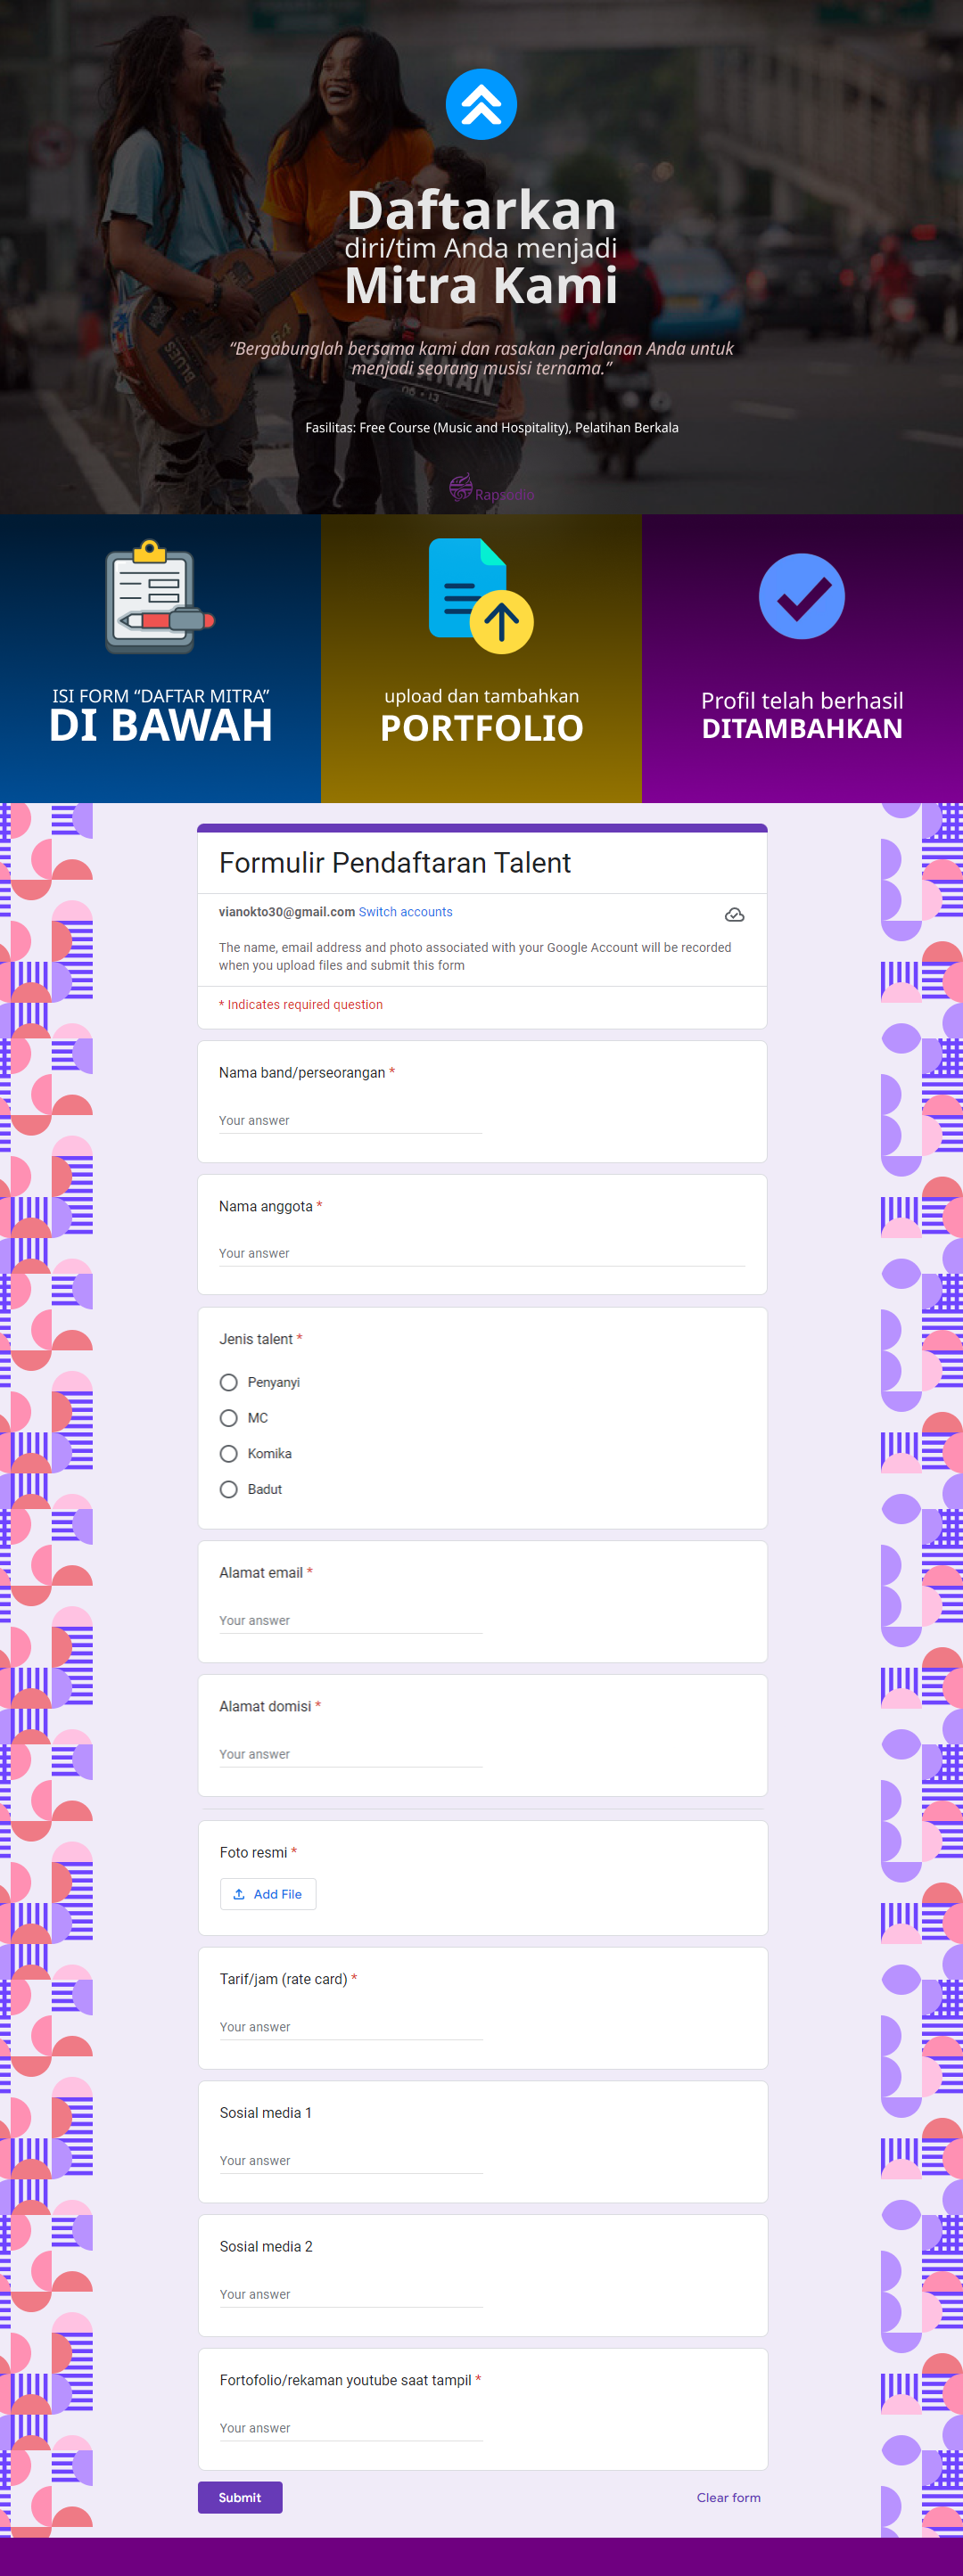 Daftarkan
diri/tim Anda menjadi
Mitra Kami
“Bergabunglah bersama kami dan rasakan perjalanan Anda untuk
menjadi seorang musisi ternama.”
Fasilitas: Free Course (Music and Hospitality), Pelatihan Berkala
Rapsodio
ISI FORM “DAFTAR MITRA”
DI BAWAH
upload dan tambahkan
PORTFOLIO
Profil telah berhasil
DITAMBAHKAN
Formulir Pendaftaran Talent
vianokto30@gmail.com Switch accounts
The name, email address and photo associated with your Google Account will be recorded
when you upload files and submit this form
* Indicates required question
Nama band/perseorangan *
Your answer
Nama anggota *
Your answer
Jenis talent *
Penyanyi
MC
Komika
Badut
Alamat email *
Your answer
Alamat domisi *
Your answer
Foto resmi *
Add File
Tarif/jam (rate card) *
Your answer
Sosial media 1
Your answer
Sosial media 2
Your answer
Fortofolio/rekaman youtube saat tampil *
Your answer
Submit
Clear form